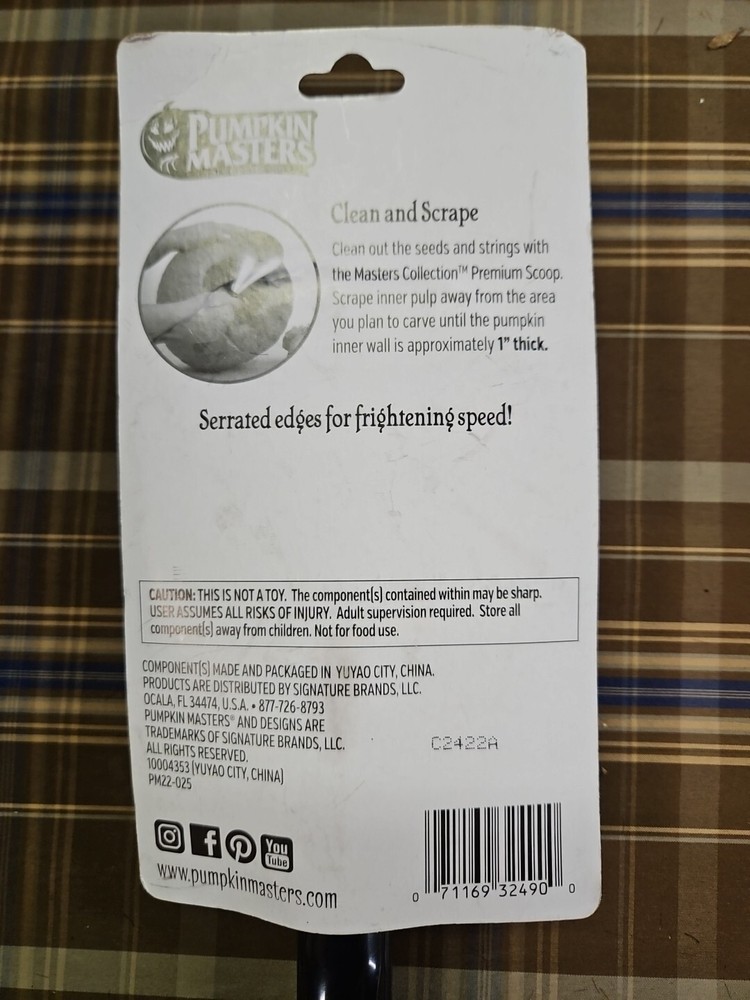 PUMPKIN
MASTERS
Clean and Scrape
Clean out the seeds and strings with
the Masters Collection™ Premium Scoop.
Scrape inner pulp away from the area
you plan to carve until the pumpkin
inner wall is approximately 1” thick.
Serrated edges for frightening speed!
CAUTION: THIS IS NOT A TOY. The component(s) contained within may be sharp.
USER ASSUMES ALL RISKS OF INJURY. Adult supervision required. Store all
component(s) away from children. Not for food use.
COMPONENT(S) MADE AND PACKAGED IN YUYAO CITY, CHINA.
PRODUCTS ARE DISTRIBUTED BY SIGNATURE BRANDS, LLC.
OCALA, FL 34474, U.S.A. • 877-726-8793
PUMPKIN MASTERS® AND DESIGNS ARE
TRADEMARKS OF SIGNATURE BRANDS, LLC.
ALL RIGHTS RESERVED.
10004353 (YUYAO CITY, CHINA)
PM22-025
C2422A
You
Tube
www.pumpkinmasters.com
0 71169 32490 0